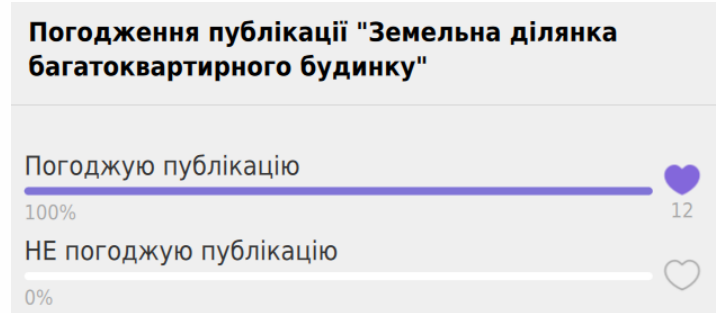 Погодження публікації "Земельна ділянка
багатоквартирного будинку"
Погоджую публікацію
100%
12
НЕ погоджую публікацію
0%